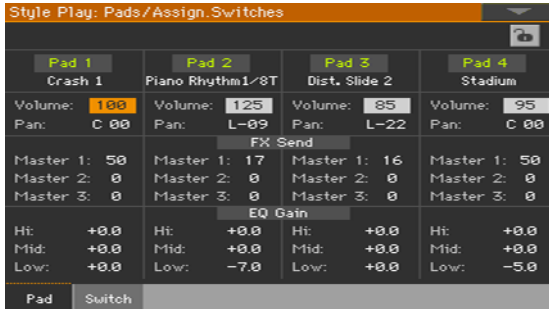 Style Play: Pads/Assign.Switches
Pad 1 Pad 2 Pad 3 Pad 4
Crash 1 Piano Rhythm1/8T Dist. Slide 2 Stadium
Volume: 100 Volume: 125 Volume: 85 Volume: 95
Pan: C 00 Pan: L-09 Pan: L-22 Pan: C 00
FX Send
Master 1: 50 Master 1: 17 Master 1: 16 Master 1: 50
Master 2: 0 Master 2: 0 Master 2: 0 Master 2: 0
Master 3: 0 Master 3: 0 Master 3: 0 Master 3: 0
EQ Gain
Hi: +0.0 Hi: +0.0 Hi: +0.0 Hi: +0.0
Mid: +0.0 Mid: +0.0 Mid: +0.0 Mid: +0.0
Low: +0.0 Low: -7.0 Low: +0.0 Low: -5.0
Pad Switch